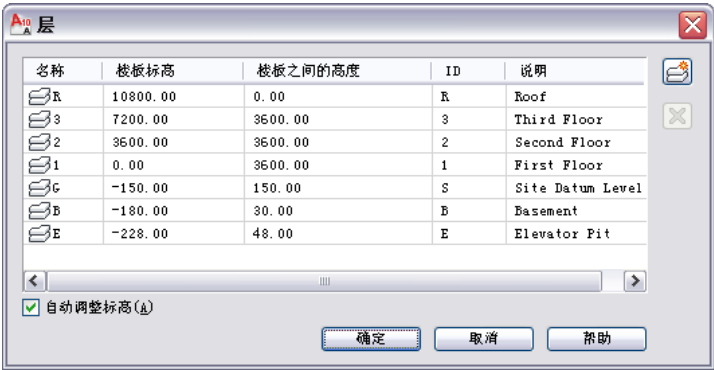 层
名称 楼板标高 楼板之间的高度 ID 说明
R 10800.00 0.00 R Roof
3 7200.00 3600.00 3 Third Floor
2 3600.00 3600.00 2 Second Floor
1 0.00 3600.00 1 First Floor
G -150.00 150.00 S Site Datum Level
B -180.00 30.00 B Basement
E -228.00 48.00 E Elevator Pit
自动调整标高(A)
确定 取消 帮助